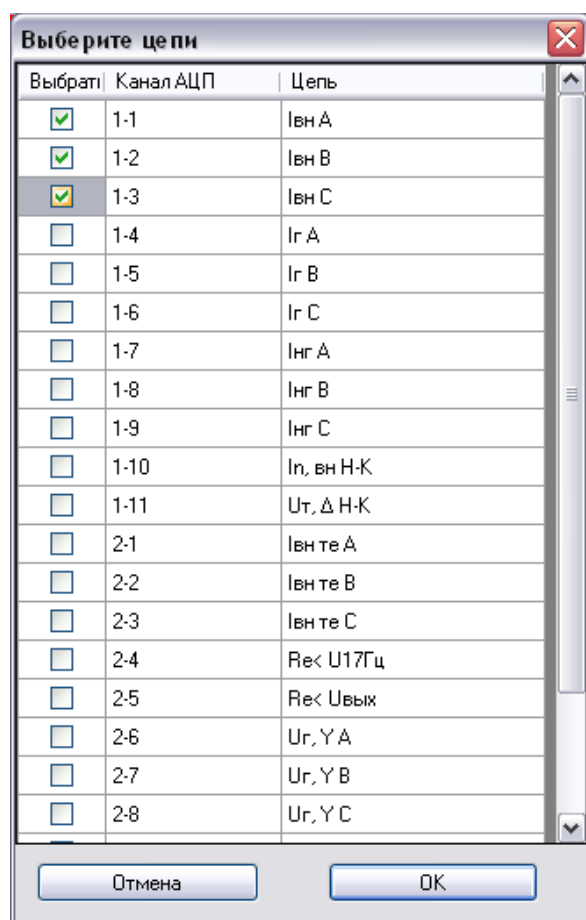 Выберите цепи
Выбрать Канал АЦП Цепь
1-1 Iвн A
1-2 Iвн B
1-3 Iвн C
1-4 Iг A
1-5 Iг B
1-6 Iг C
1-7 Iнг A
1-8 Iнг B
1-9 Iнг C
1-10 In, вн Н-К
1-11 Uт, Δ Н-К
2-1 Iвн те A
2-2 Iвн те B
2-3 Iвн те C
2-4 Re< U17Гц
2-5 Re< Uвых
2-6 Uг, Y A
2-7 Uг, Y B
2-8 Uг, Y C
Отмена OK